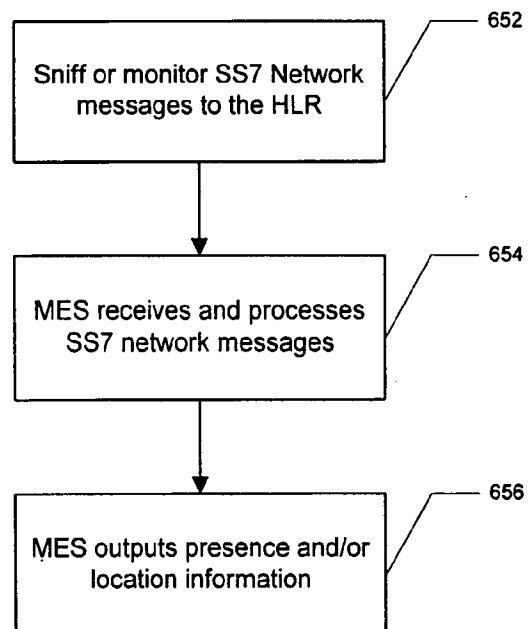 652
Sniff or monitor SS7 Network
messages to the HLR
654
MES receives and processes
SS7 network messages
656
MES outputs presence and/or
location information